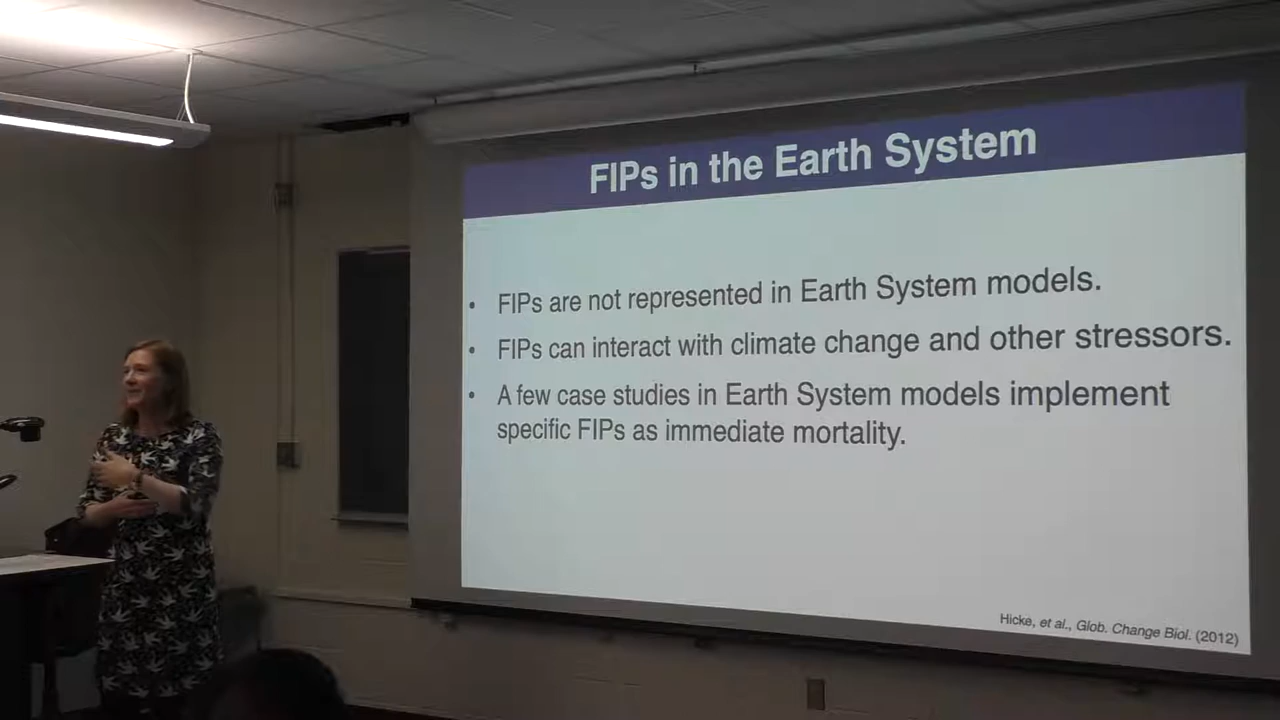 FIPs in the Earth System
• FIPs are not represented in Earth System models.
• FIPs can interact with climate change and other stressors.
• A few case studies in Earth System models implement
specific FIPs as immediate mortality.
Hicke, et al., Glob. Change Biol. (2012)